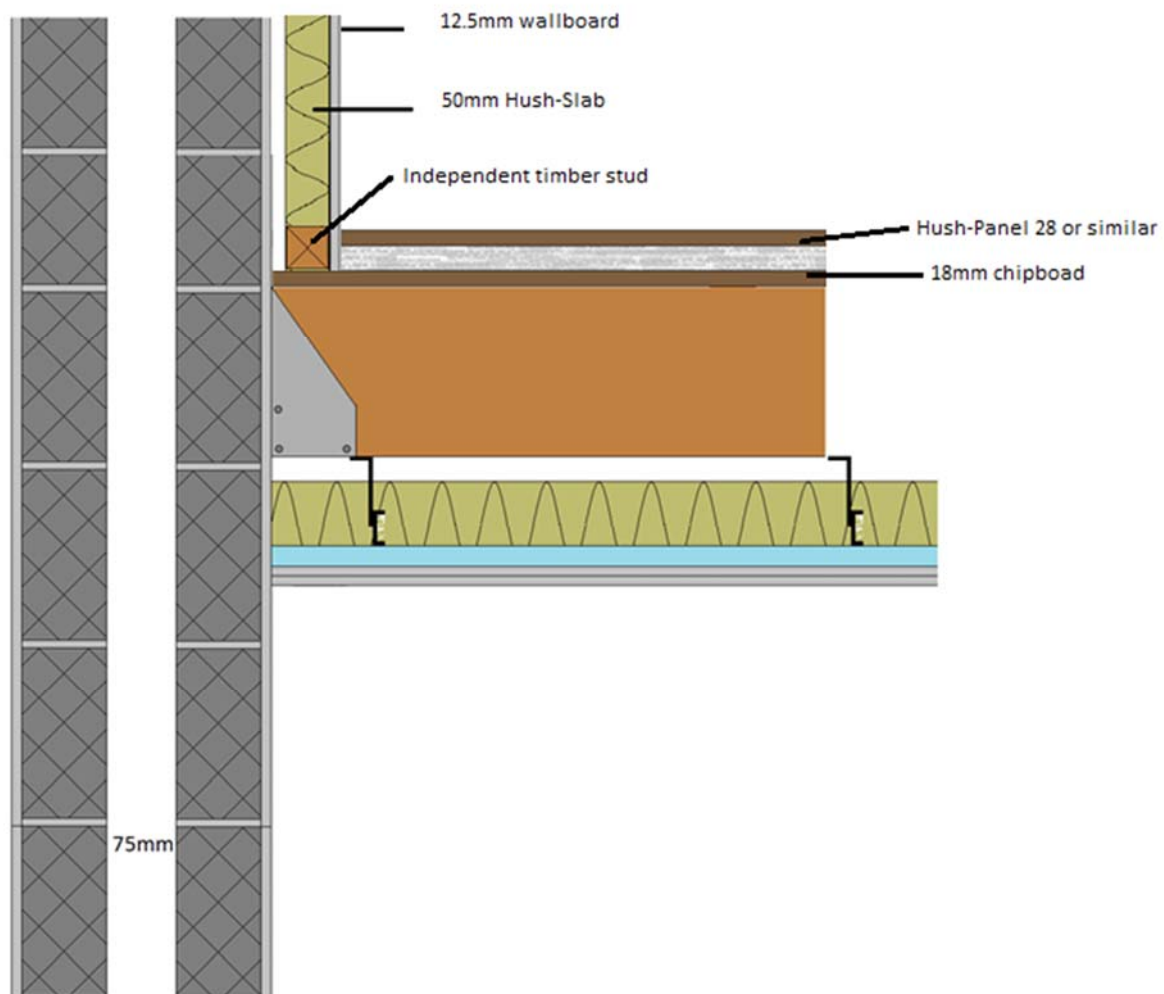 12.5mm wallboard
50mm Hush-Slab
Independent timber stud
Hush-Panel 28 or similar
18mm chipboad
75mm